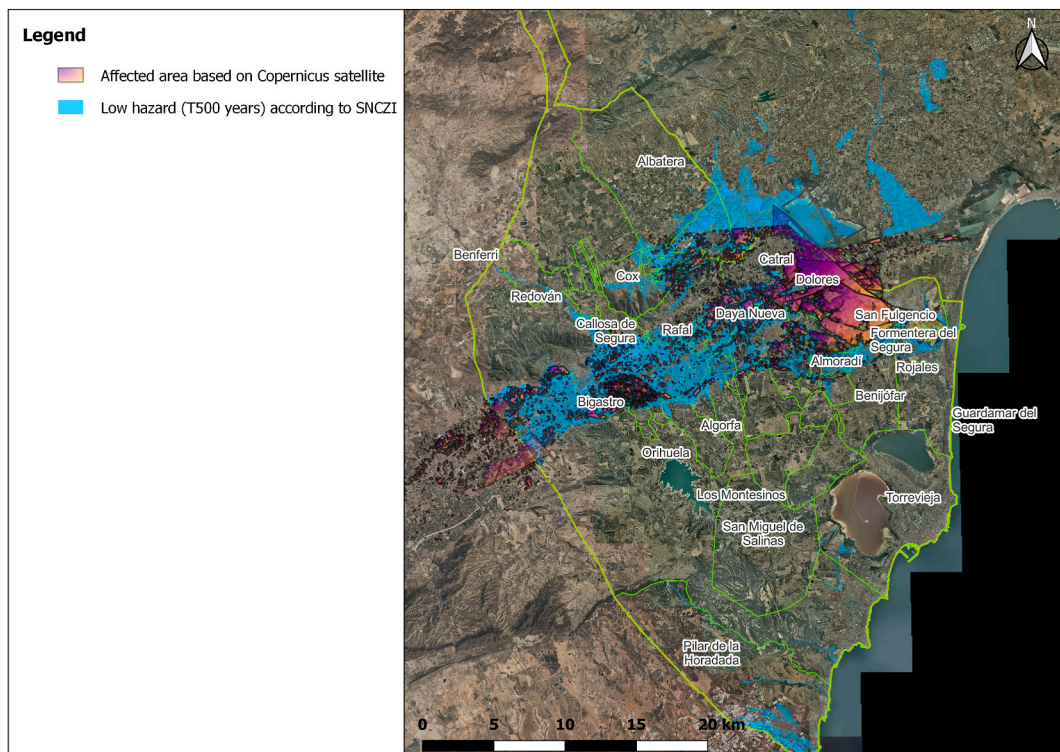 Legend
Affected area based on Copernicus satellite
Low hazard (T500 years) according to SNCZI
N
Albatera
Benferri
Cox
Catral
Dolores
Redován
Daya Nueva
San Fulgencio
Callosa de
Segura
Rafal
Formentera del
Segura
Almoradí
Rojales
Bigastro
Benijófar
Algorfa
Guardamar del
Segura
Orihuela
Los Montesinos
Torrevieja
San Miguel de
Salinas
Pilar de la
Horadada
0 5 10 15 20 km